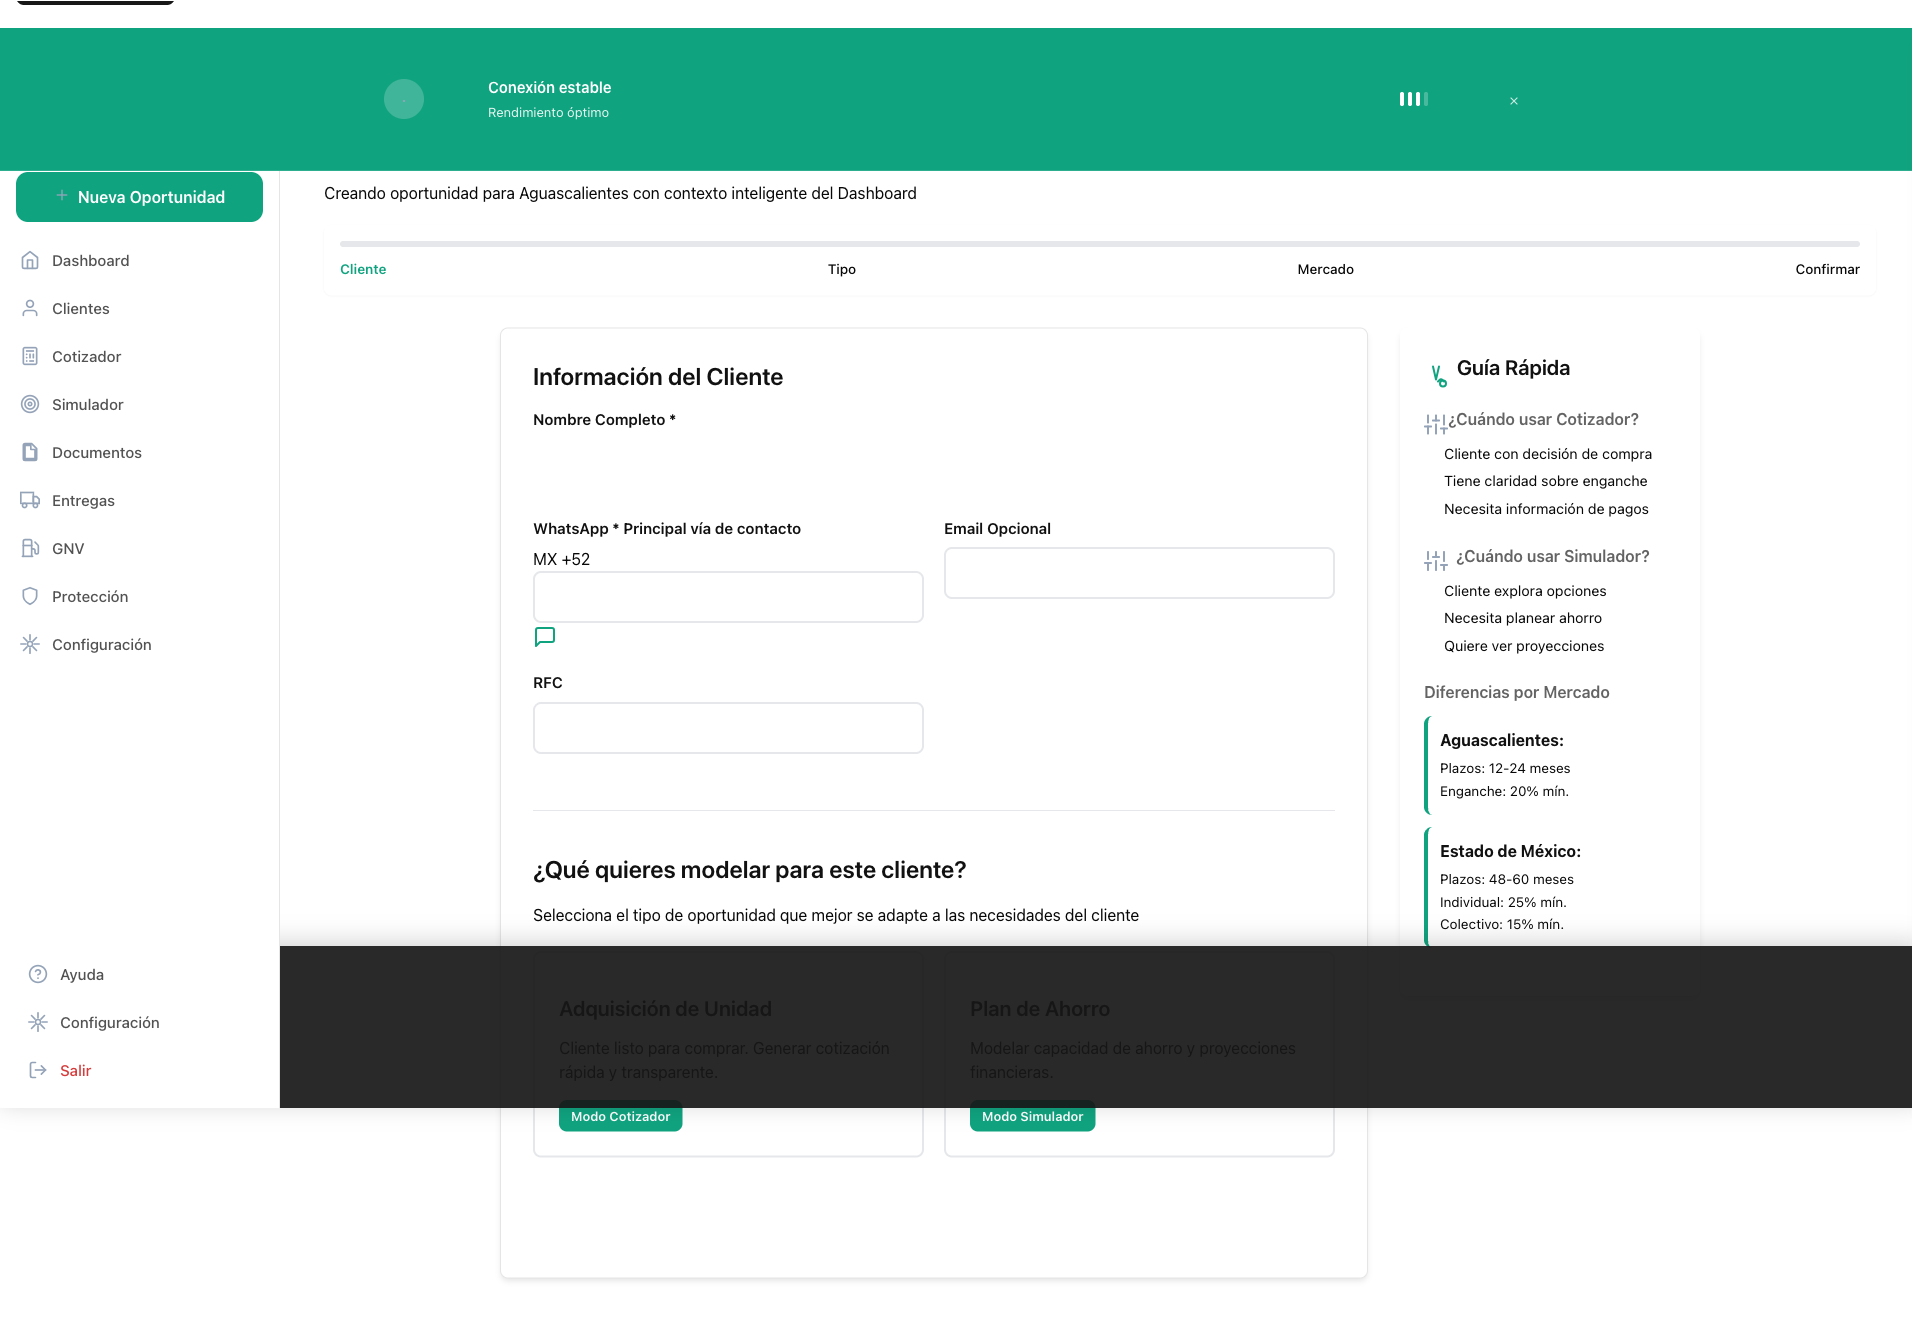 Conexión estable
Rendimiento óptimo
×
+ Nueva Oportunidad
Dashboard
Clientes
Cotizador
Simulador
Documentos
Entregas
GNV
Protección
Configuración
Ayuda
Configuración
Salir
Creando oportunidad para Aguascalientes con contexto inteligente del Dashboard
Cliente
Tipo
Mercado
Confirmar
Información del Cliente
Nombre Completo *
WhatsApp * Principal vía de contacto
MX +52
Email Opcional
RFC
¿Qué quieres modelar para este cliente?
Selecciona el tipo de oportunidad que mejor se adapte a las necesidades del cliente
Adquisición de Unidad
Cliente listo para comprar. Generar cotización
rápida y transparente.
Modo Cotizador
Plan de Ahorro
Modelar capacidad de ahorro y proyecciones
financieras.
Modo Simulador
Guía Rápida
¿Cuándo usar Cotizador?
Cliente con decisión de compra
Tiene claridad sobre enganche
Necesita información de pagos
¿Cuándo usar Simulador?
Cliente explora opciones
Necesita planear ahorro
Quiere ver proyecciones
Diferencias por Mercado
Aguascalientes:
Plazos: 12-24 meses
Enganche: 20% mín.
Estado de México:
Plazos: 48-60 meses
Individual: 25% mín.
Colectivo: 15% mín.